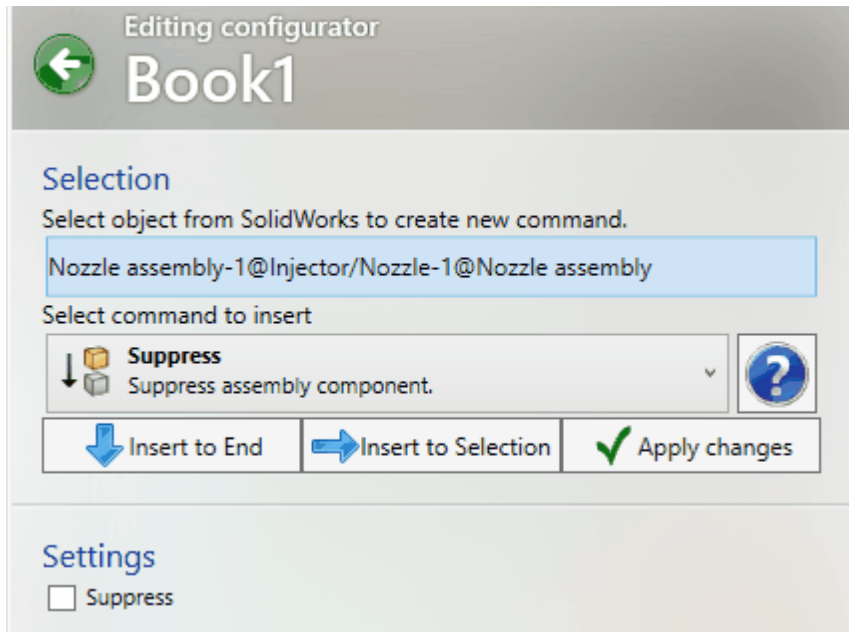 Editing configurator
Book1
Selection
Select object from SolidWorks to create new command.
Nozzle assembly-1@Injector/Nozzle-1@Nozzle assembly
Select command to insert
Suppress
Suppress assembly component.
?
Insert to End Insert to Selection Apply changes
Settings
Suppress